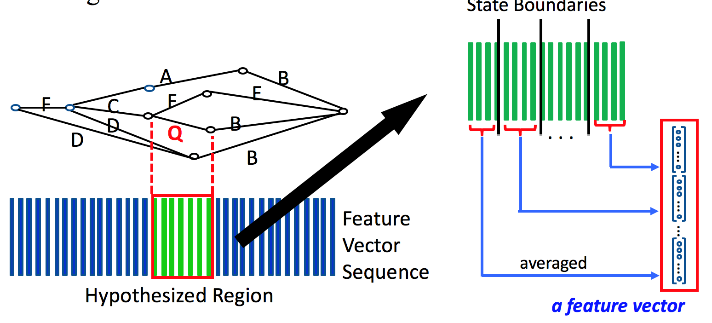 State Boundaries
A
B
F
C
F
E
D
Q
B
D
B
. . .
Feature
Vector
Sequence
averaged
Hypothesized Region
a feature vector